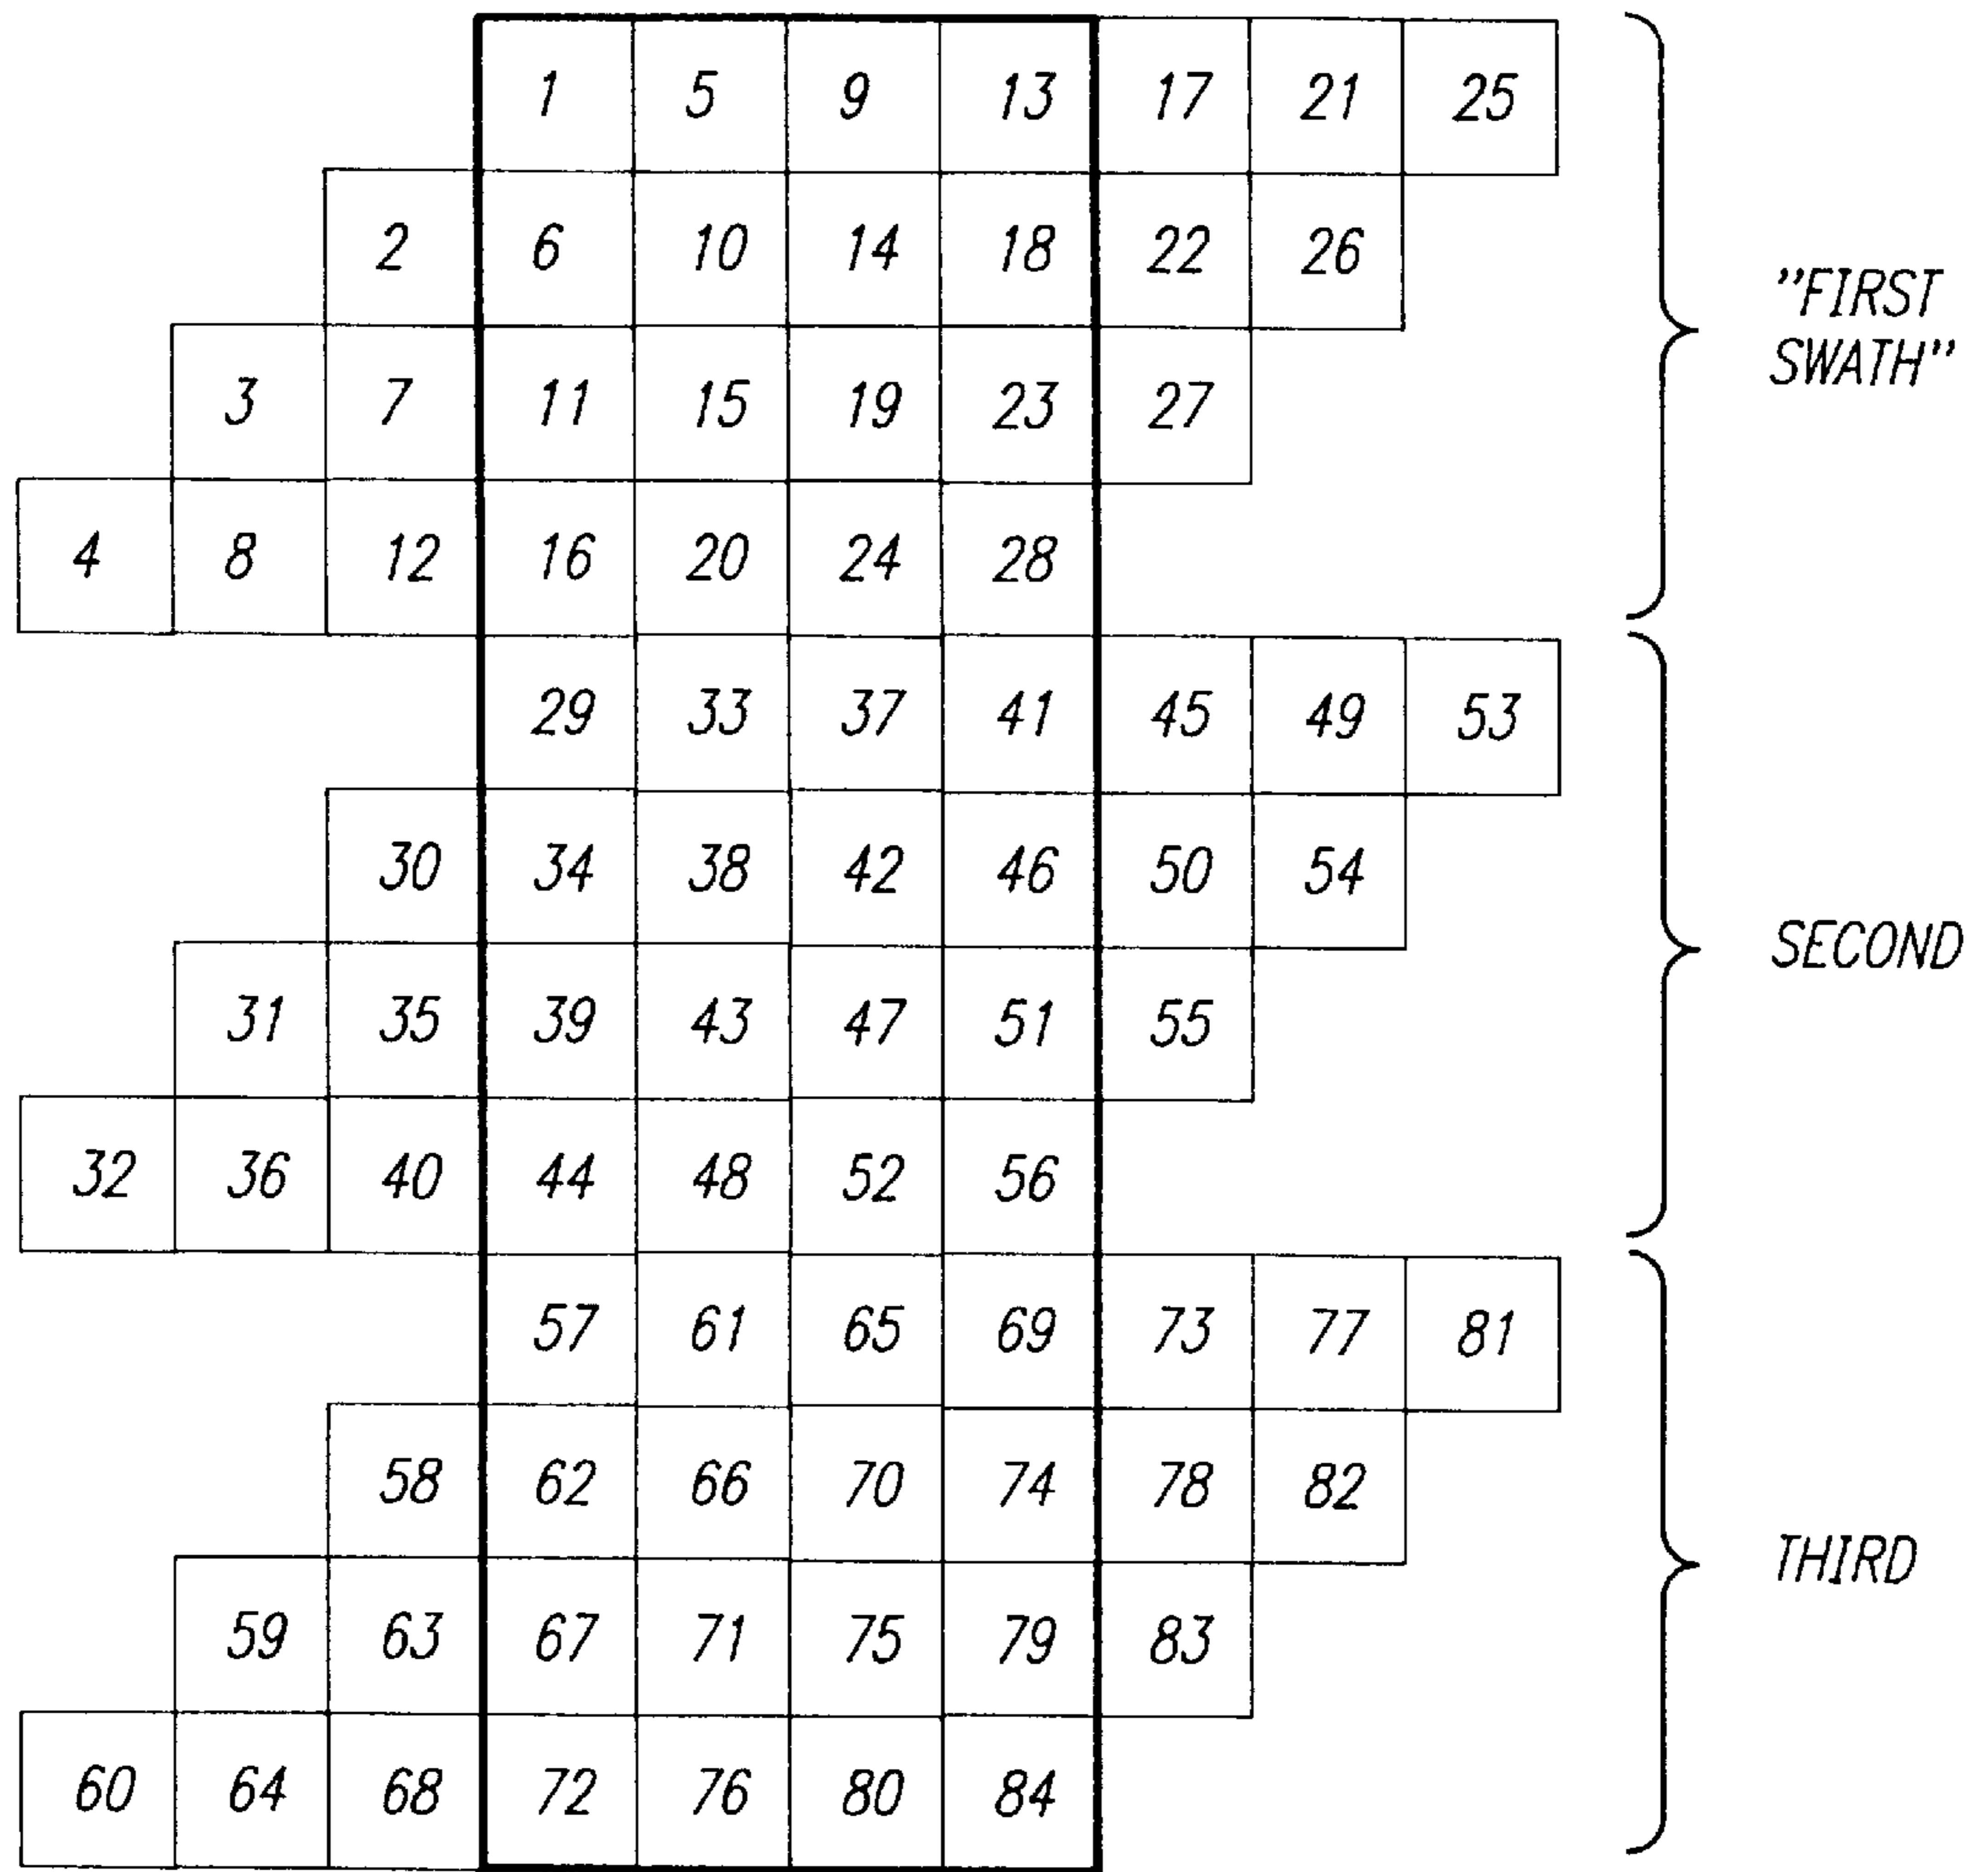 1 5 9 13 17 21 25
2 6 10 14 18 22 26
"FIRST
SWATH"
3 7 11 15 19 23 27
4 8 12 16 20 24 28
29 33 37 41 45 49 53
30 34 38 42 46 50 54
SECOND
31 35 39 43 47 51 55
32 36 40 44 48 52 56
57 61 65 69 73 77 81
58 62 66 70 74 78 82
THIRD
59 63 67 71 75 79 83
60 64 68 72 76 80 84